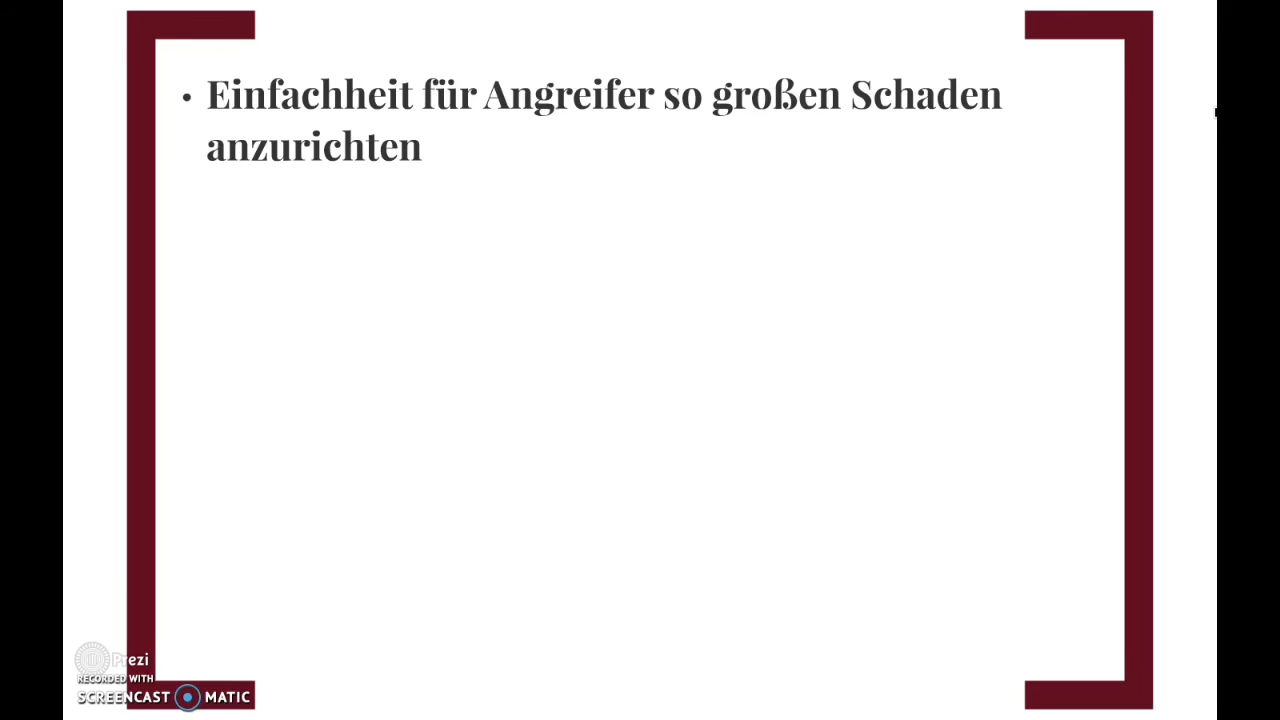 • Einfachheit für Angreifer so großen Schaden
anzurichten
Prezi
RECORDED WITH
SCREENCAST MATIC